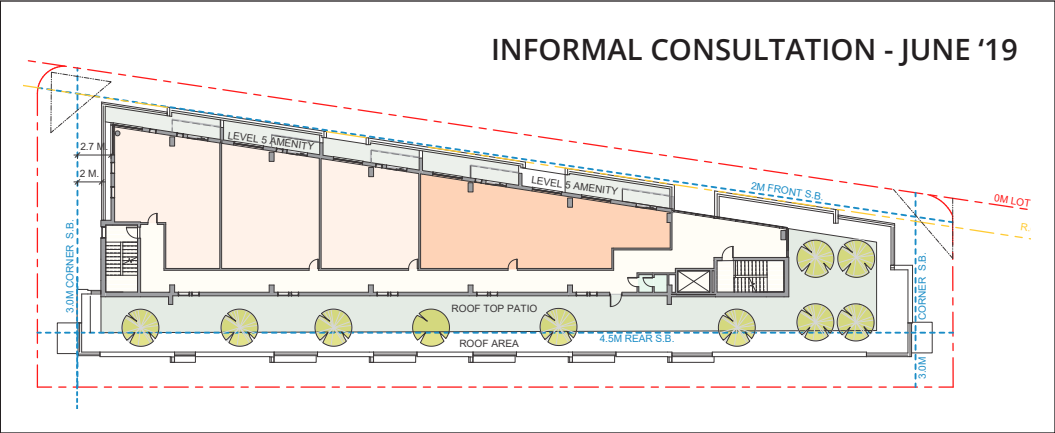 INFORMAL CONSULTATION - JUNE ‘19
LEVEL 5 AMENITY
2.7 M.
2 M.
LEVEL 5 AMENITY
2M FRONT S.B.
0M LOT
R.
3.0M CORNER S.B.
CORNER S.B.
3.0M
ROOF TOP PATIO
4.5M REAR S.B.
ROOF AREA